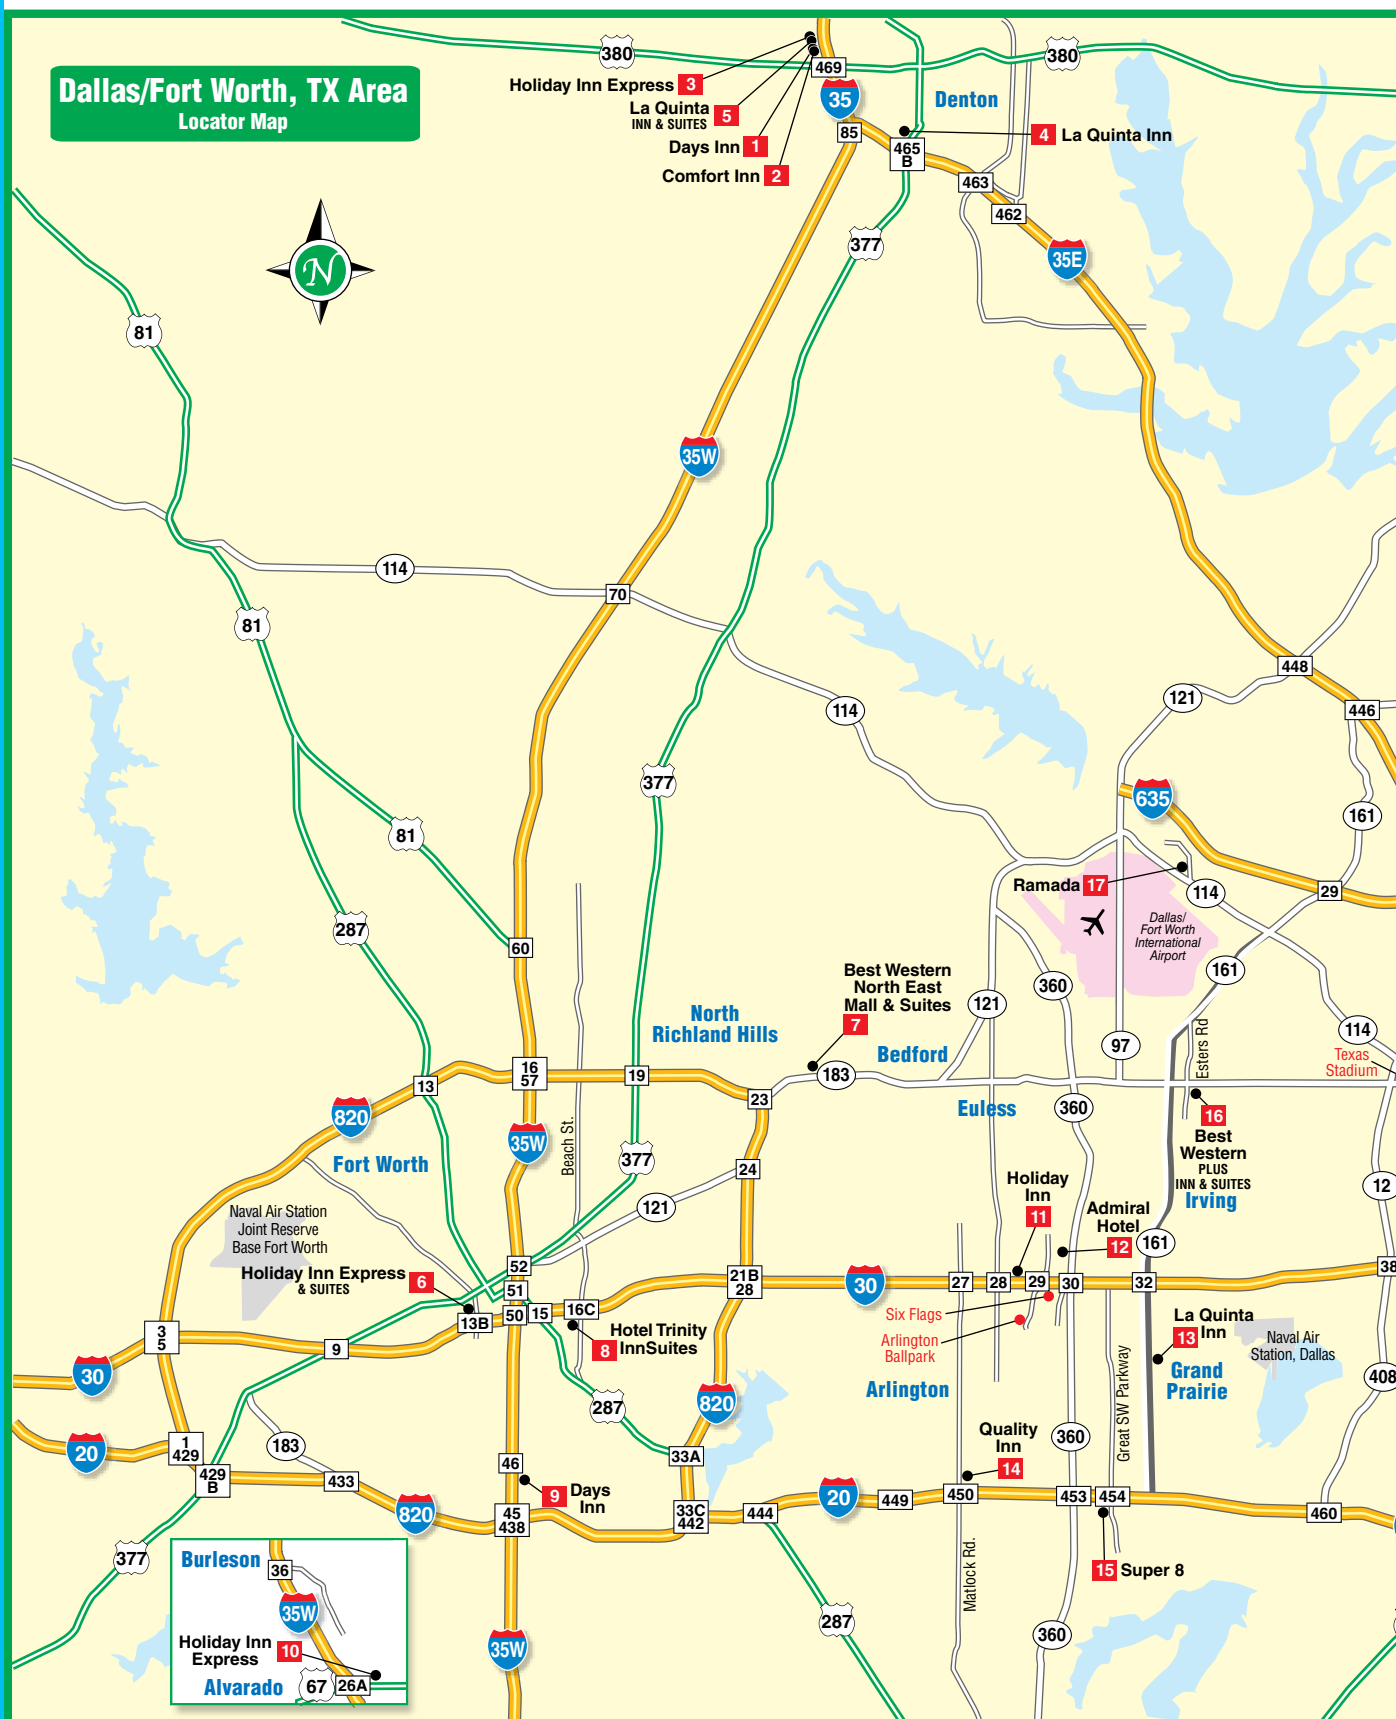 Dallas/Fort Worth, TX Area
Locator Map
N
380
380
469
35
Holiday Inn Express 3
La Quinta 5
INN & SUITES
Days Inn 1
Comfort Inn 2
Denton
85
465
B
4 La Quinta Inn
463
462
377
35E
81
35W
114
70
81
448
121
446
114
377
635
161
81
Ramada 17
114
29
Dallas/
Fort Worth
International
Airport
287
60
161
Best Western
North East
Mall & Suites
7
360
121
North
Richland Hills
Bedford
97
Esters Rd
114
Texas
Stadium
16
57
19
183
13
23
820
Euless
360
16
Best
Western
PLUS
INN & SUITES
Irving
35W
Beach St.
377
Fort Worth
24
Holiday
Inn
11
12
121
Admiral
Hotel
12
161
Naval Air Station
Joint Reserve
Base Fort Worth
52
Holiday Inn Express 6
& SUITES
51
21B
28
30
27
28
29
30
32
38
13B
50
15
16C
Six Flags
La Quinta
Inn
13
3
5
9
Hotel Trinity
8 InnSuites
Arlington
Ballpark
Naval Air
Station, Dallas
30
Arlington
Great SW Parkway
Grand
Prairie
408
287
820
183
20
1
429
Quality
Inn
14
360
33A
46
429
B
433
9 Days
Inn
820
45
438
33C
442
444
20
449
450
453
454
460
377
Burleson
36
35W
Holiday Inn
Express
10
Alvarado
67
26A
35W
287
Matlock Rd.
15 Super 8
360